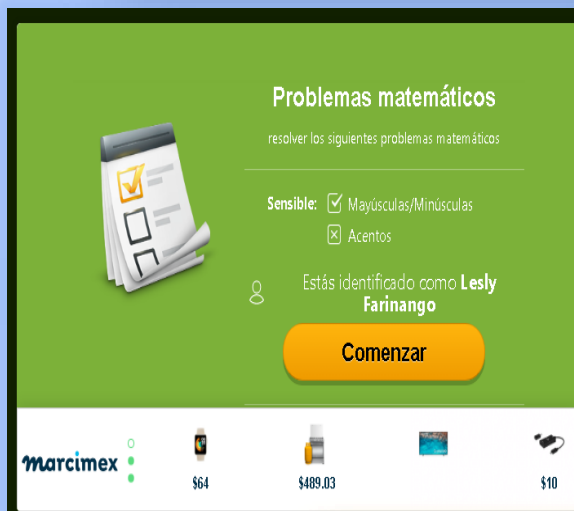 Problemas matemáticos
resolver los siguientes problemas matemáticos
Sensible: Mayúsculas/Minúsculas
Acentos
Estás identificado como Lesly
Farinango
Comenzar
marcimex
$64
$489.03
$10